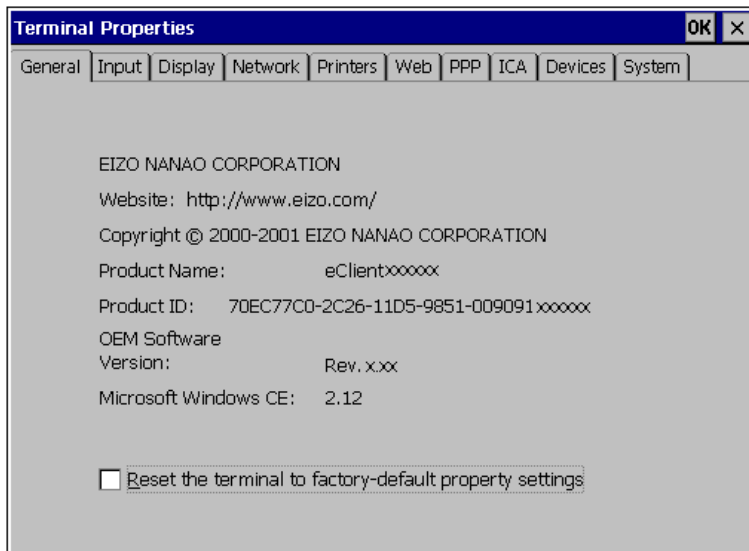 Terminal Properties OK ×
General Input Display Network Printers Web PPP ICA Devices System
EIZO NANAO CORPORATION
Website: http://www.eizo.com/
Copyright © 2000-2001 EIZO NANAO CORPORATION
Product Name: eClientxxxxxx
Product ID: 70EC77C0-2C26-11D5-9851-009091xxxxxx
OEM Software
Version: Rev. x.xx
Microsoft Windows CE: 2.12
Reset the terminal to factory-default property settings